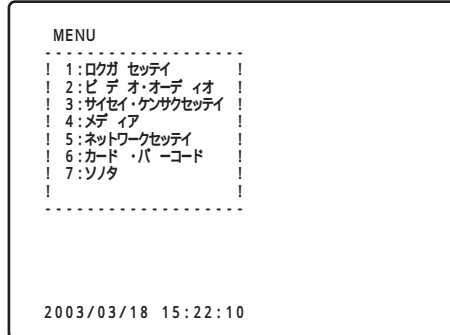 MENU
- - - - - - - - - - - - - - - - - - -
! 1:ロクガ セッテイ !
! 2:ビ デ オ・オーデ ィオ !
! 3:サイセイ・ケンサクセッテイ !
! 4:メデ ィア !
! 5:ネットワークセッテイ !
! 6:カード ・バ ーコード !
! 7:ソノタ !
! !
- - - - - - - - - - - - - - - - - - -
2003/03/18 15:22:10